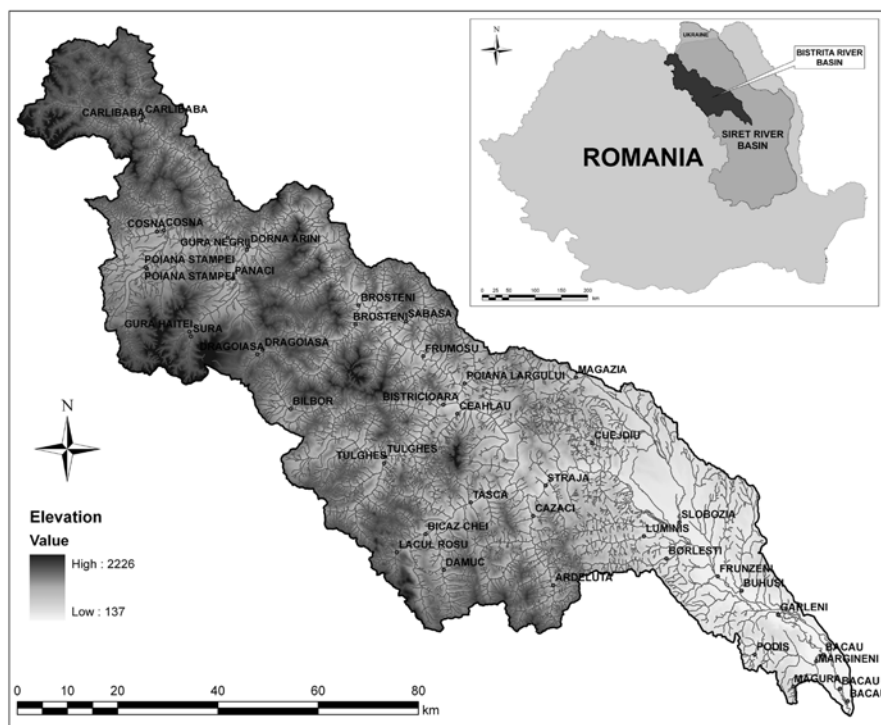 UKRAINE
BISTRITA RIVER
BASIN
SIRET RIVER
BASIN
ROMANIA
N
0 25 50 100 150 200
km
CARLIBABA
CARLIBABA
COSNA
COSNA
GURA NEGRII
DORNA ARINI
POIANA STAMPEI
POIANA STAMPEI
PANACI
BROSTENI
BROSTENI
SABASA
GURA HAITEI
SURA
DRAGOIASA
DRAGOIASA
FRUMOSU
POIANA LARGULUI
MAGAZIA
BILBOR
BISTRICIOARA
CEAHLAU
CUEJDIU
TULGHES
TULGHES
STRAJA
TASCA
CAZACI
SLOBOZIA
LUMINIS
BICAZ CHEI
LACUL ROSU
DAMUC
BORLESTI
ARDELUTA
FRUNZENI
BUHUSI
GARLENI
PODIS
BACAU
MARGINENI
MAGURA
BACAU
BACAU
N
Elevation
Value
High : 2226
Low : 137
0 10 20 40 60 80
km